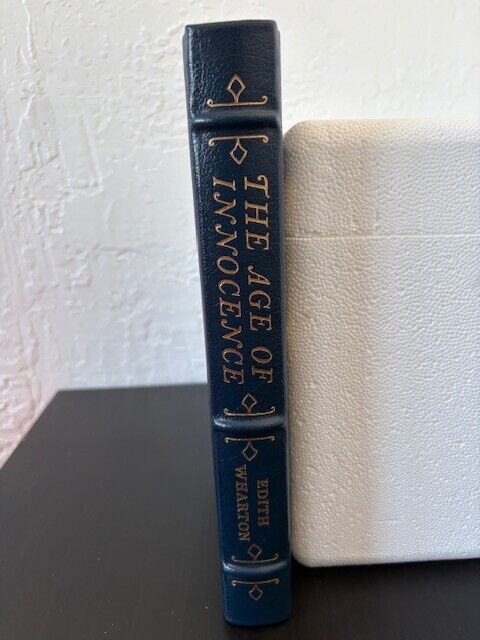 THE AGE OF
INNOCENCE
EDITH
WHARTON